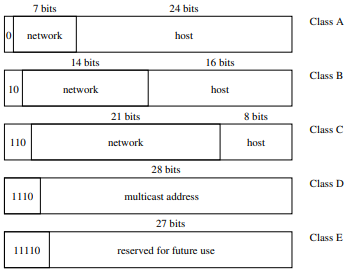 7 bits 24 bits
Class A
0 network host
14 bits 16 bits
Class B
10 network host
21 bits 8 bits
Class C
110 network host
28 bits
Class D
1110 multicast address
27 bits
Class E
11110 reserved for future use